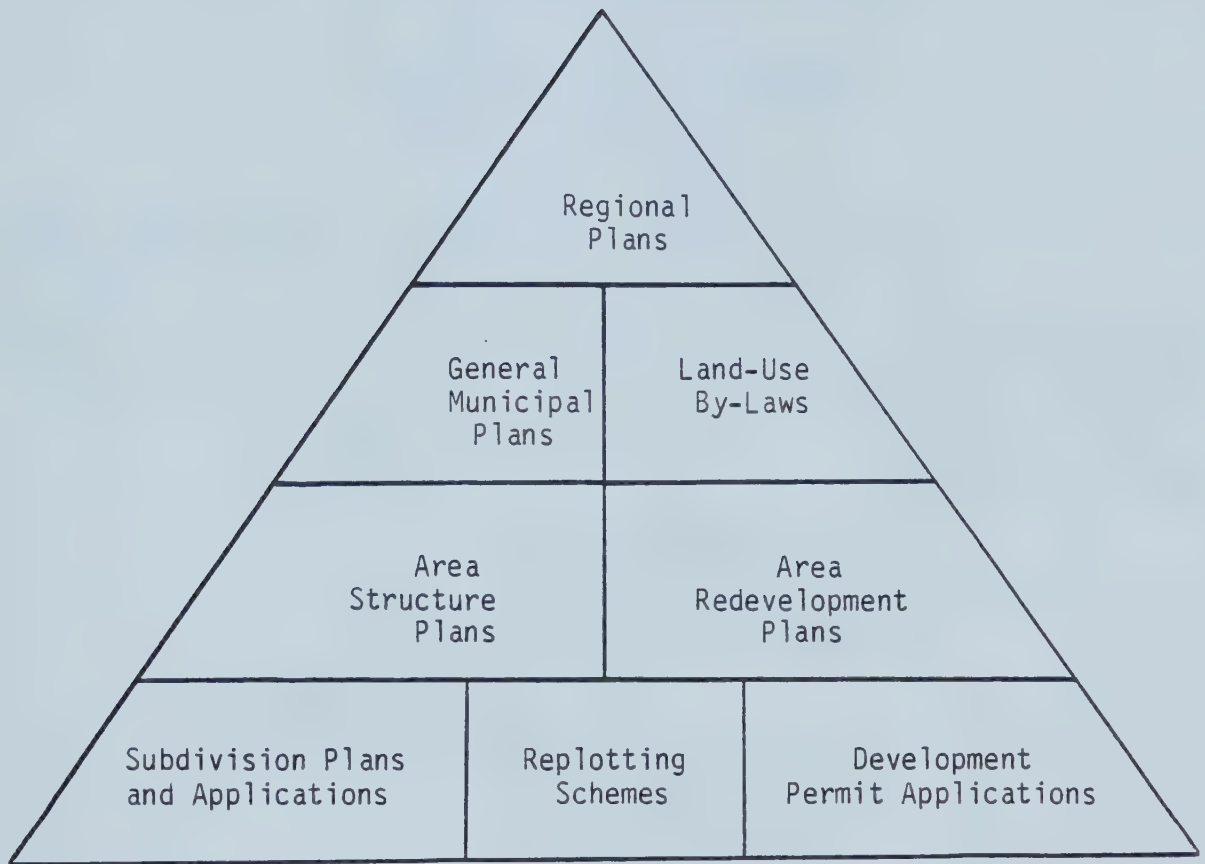 Regional
Plans
General
Municipal
Plans
Land-Use
By-Laws
Area
Structure
Plans
Area
Redevelopment
Plans
Subdivision Plans
and Applications
Replotting
Schemes
Development
Permit Applications